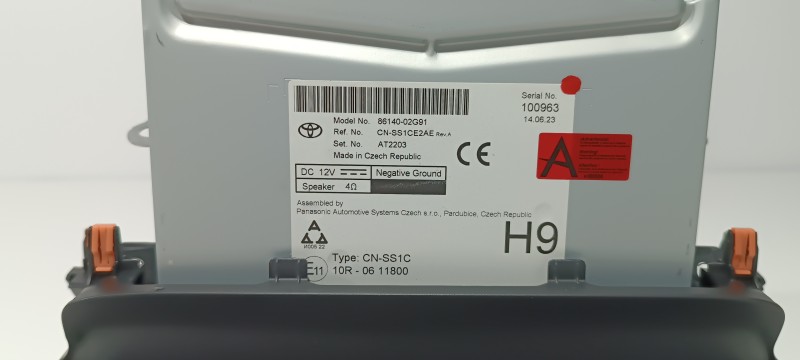 Serial No.
100963
14.06.23
Model No. 86140-02G91
Ref. No. CN-SS1CE2AE Rev.A
Set. No. AT2203
Made in Czech Republic
CE
A
DC 12V
Negative Ground
Speaker 4Ω
Assembled by
Panasonic Automotive Systems Czech s.r.o., Pardubice, Czech Republic
H9
Type: CN-SS1C
E11 10R - 06 11800